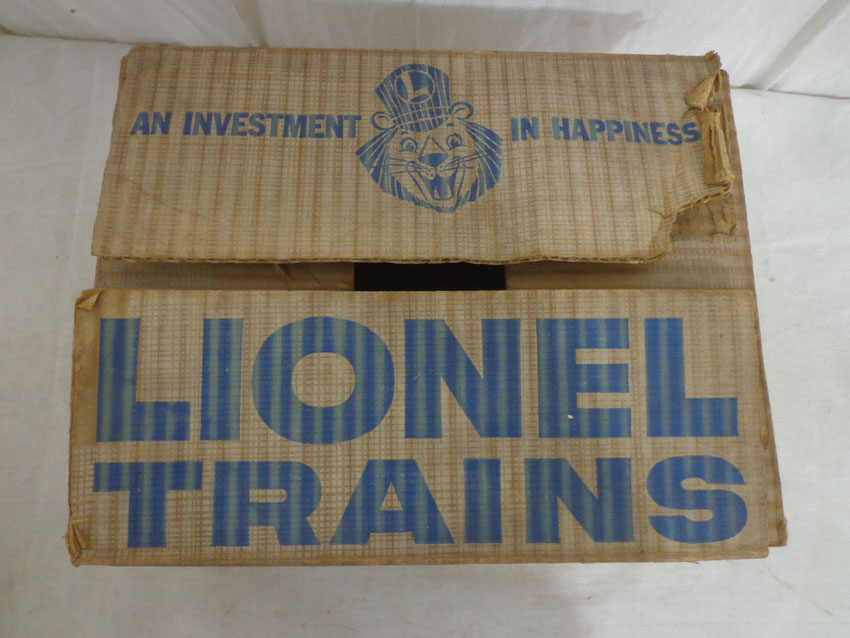 AN INVESTMENT IN HAPPINESS
L
LIONEL
TRAINS